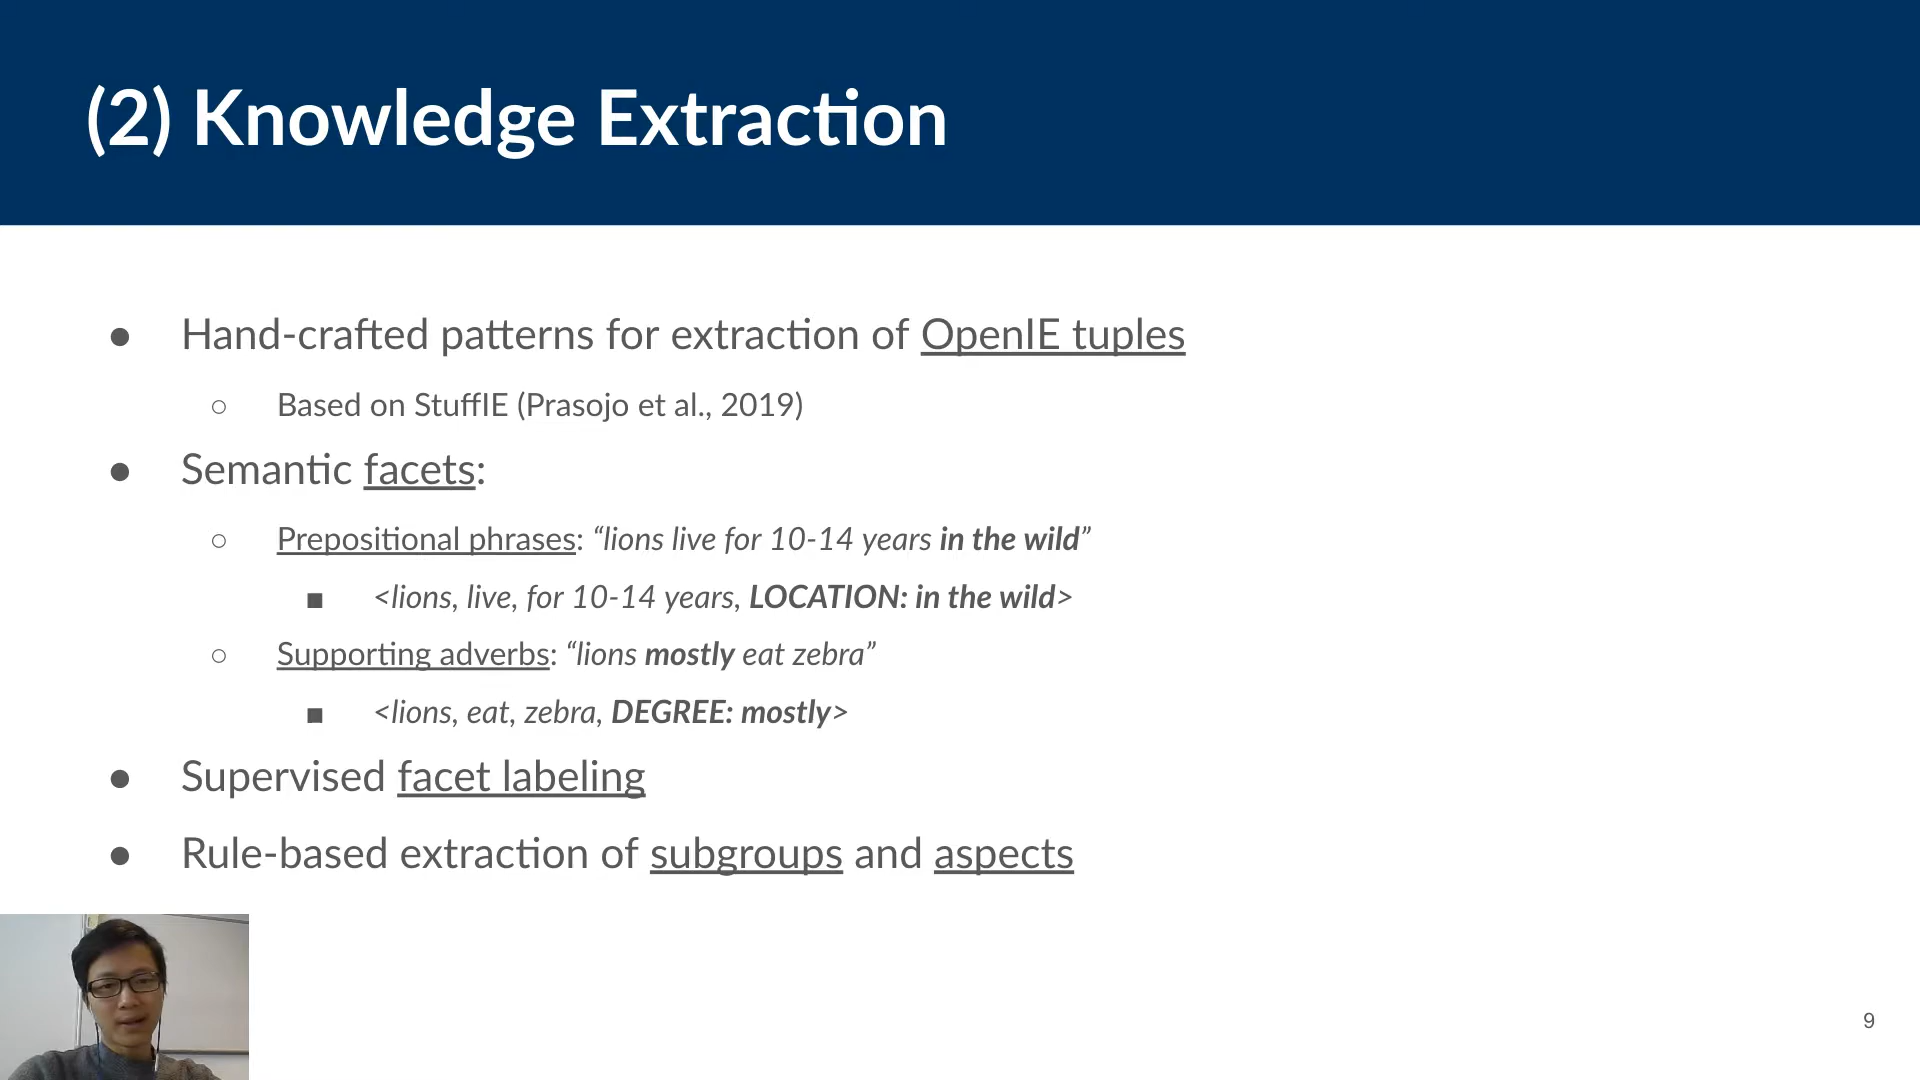 (2) Knowledge Extraction
● Hand-crafted patterns for extraction of OpenIE tuples
○ Based on StuffIE (Prasojo et al., 2019)
● Semantic facets:
○ Prepositional phrases: “lions live for 10-14 years in the wild”
■ <lions, live, for 10-14 years, LOCATION: in the wild>
○ Supporting adverbs: “lions mostly eat zebra”
■ <lions, eat, zebra, DEGREE: mostly>
● Supervised facet labeling
● Rule-based extraction of subgroups and aspects
9